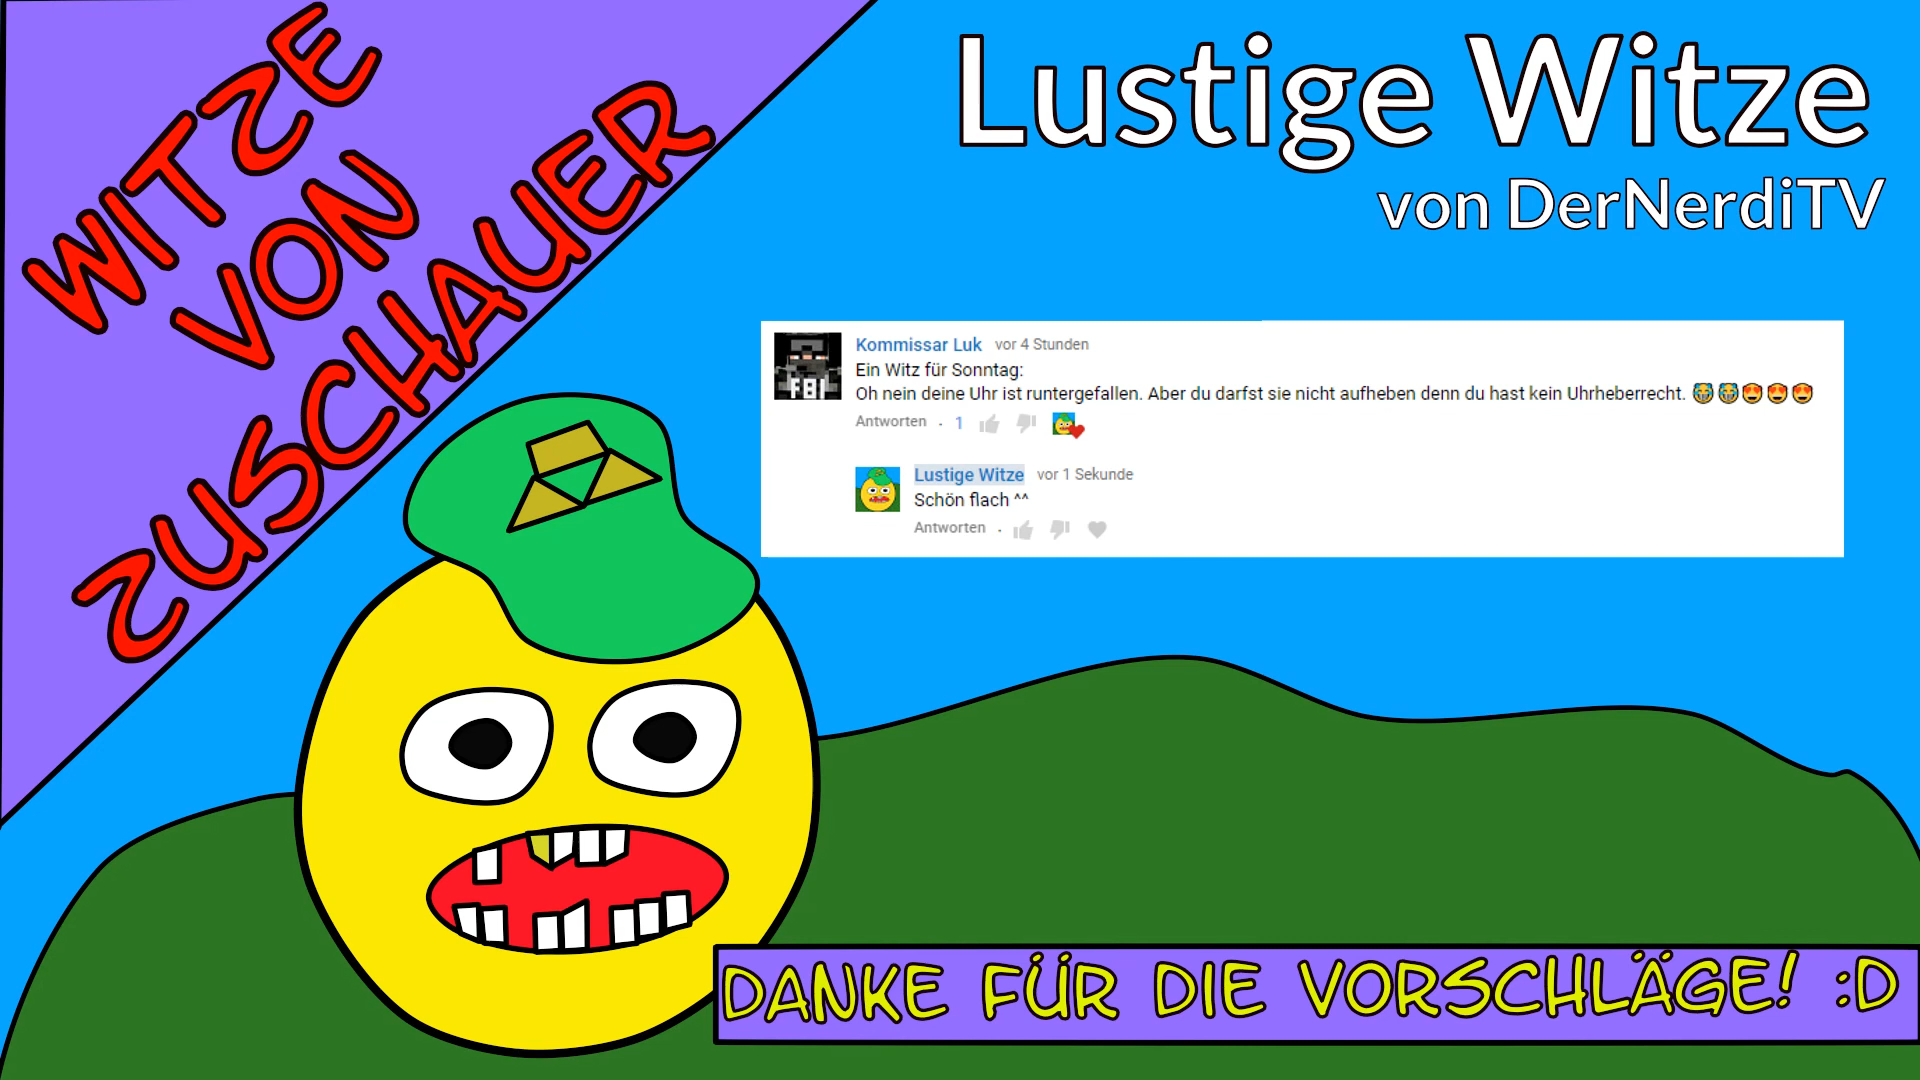 WITZE
VON
ZUSCHAUER
Lustige Witze
von DerNerdiTV
FBI
Kommissar Luk vor 4 Stunden
Ein Witz für Sonntag:
Oh nein deine Uhr ist runtergefallen. Aber du darfst sie nicht aufheben denn du hast kein Uhrheberrecht. 😹😹😍😍😍
Antworten · 1
Lustige Witze vor 1 Sekunde
Schön flach ^^
Antworten ·
DANKE FÜR DIE VORSCHLÄGE! :D